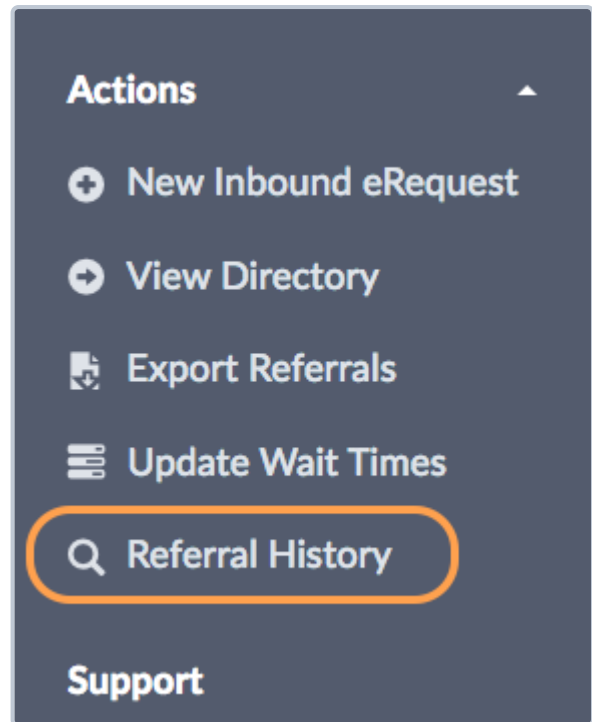 Actions
New Inbound eRequest
View Directory
Export Referrals
Update Wait Times
Referral History
Support